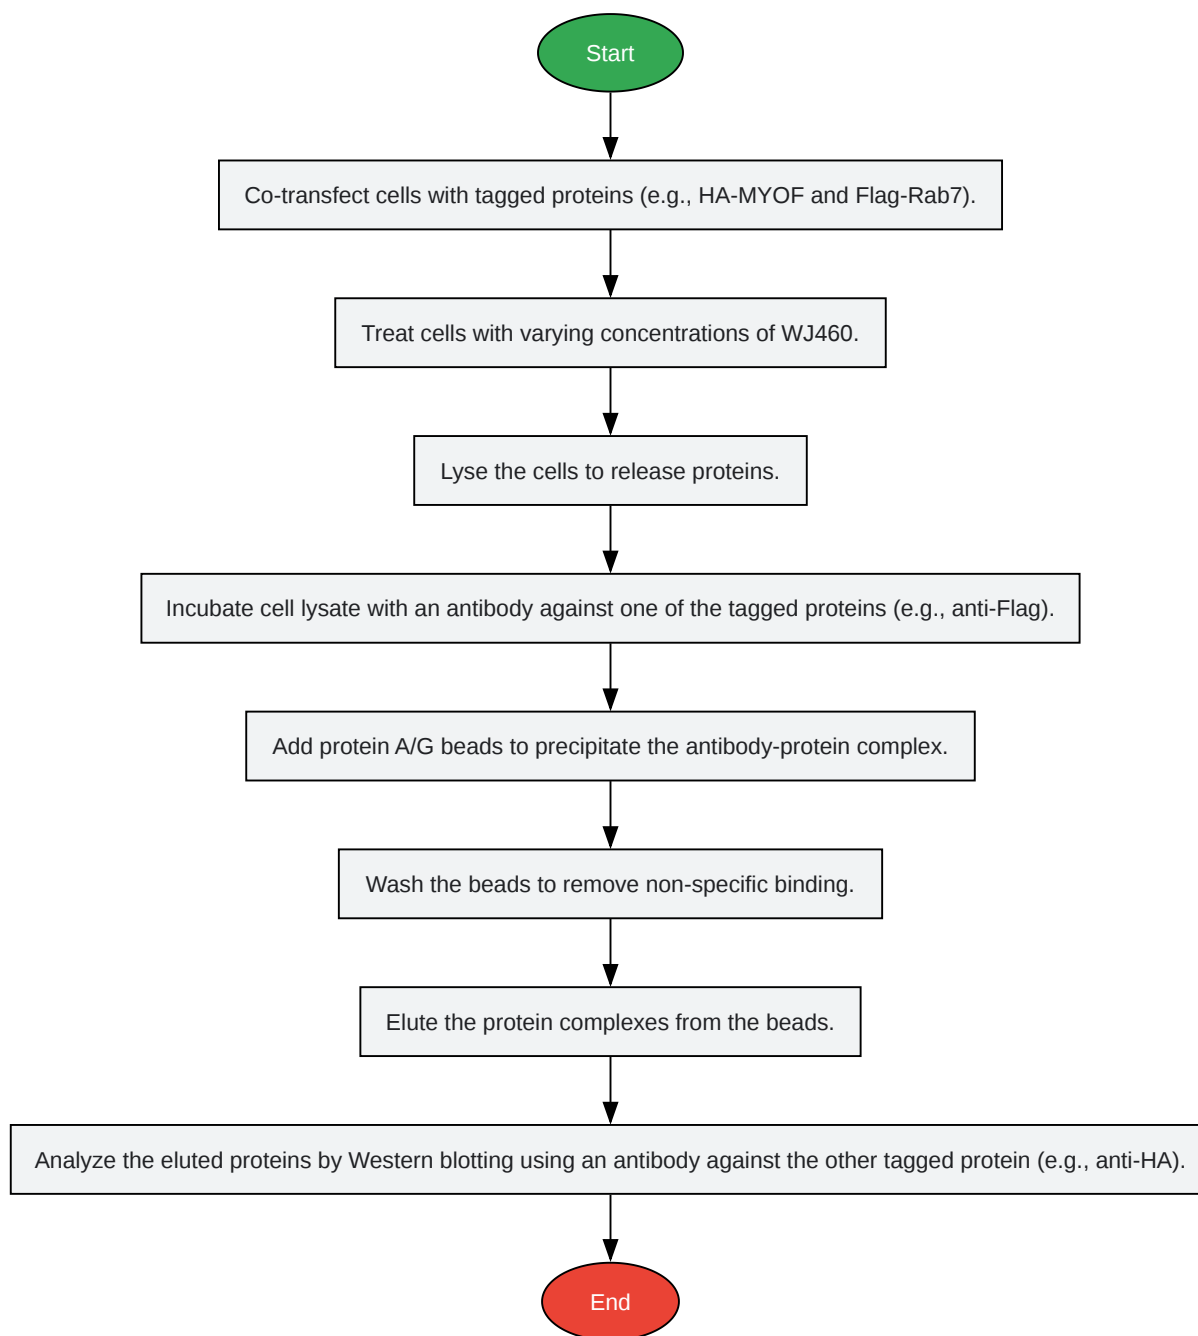 Start
Co-transfect cells with tagged proteins (e.g., HA-MYOF and Flag-Rab7).
Treat cells with varying concentrations of WJ460.
Lyse the cells to release proteins.
Incubate cell lysate with an antibody against one of the tagged proteins (e.g., anti-Flag).
Add protein A/G beads to precipitate the antibody-protein complex.
Wash the beads to remove non-specific binding.
Elute the protein complexes from the beads.
Analyze the eluted proteins by Western blotting using an antibody against the other tagged protein (e.g., anti-HA).
End